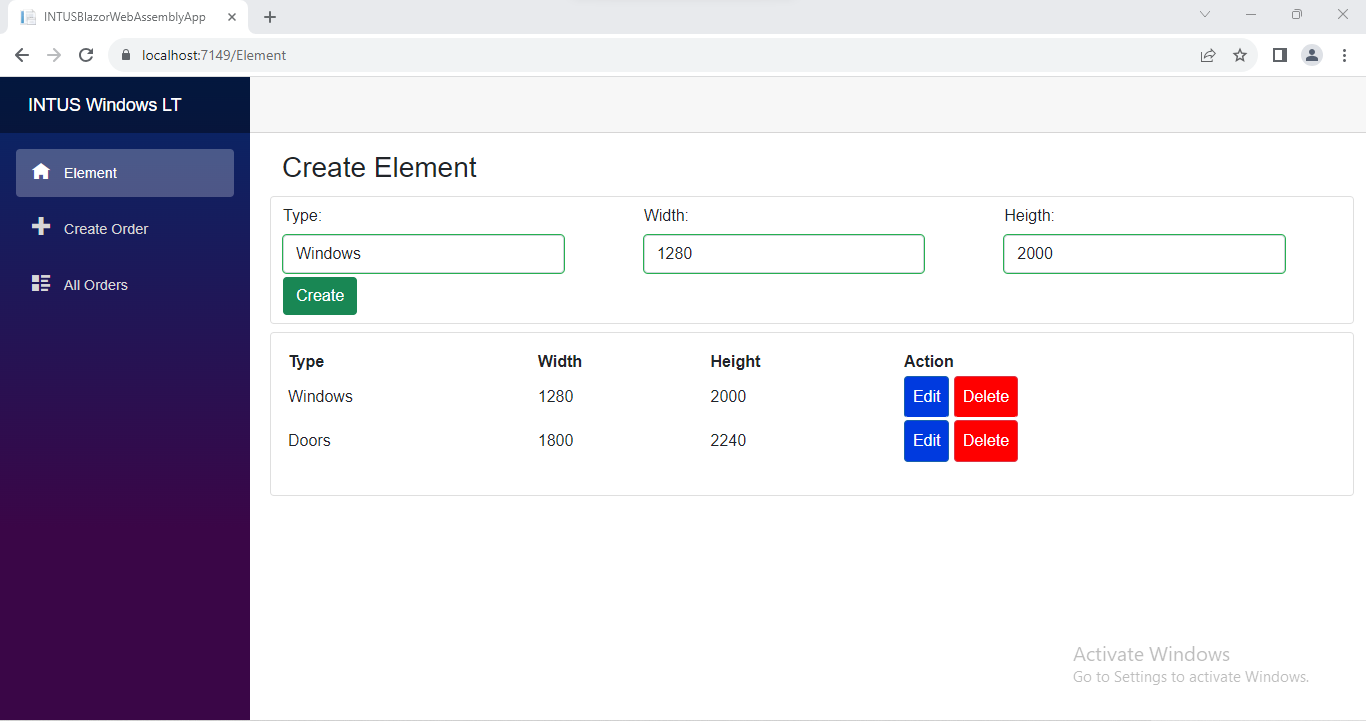 INTUSBlazorWebAssemblyApp
localhost:7149/Element
INTUS Windows LT
Element
Create Order
All Orders
Create Element
Type: Width: Heigth:
Windows 1280 2000
Create
Type Width Height Action
Windows 1280 2000 Edit Delete
Doors 1800 2240 Edit Delete
Activate Windows
Go to Settings to activate Windows.